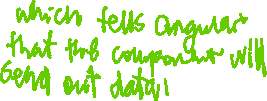 which tells angular
that the component will
send out data!